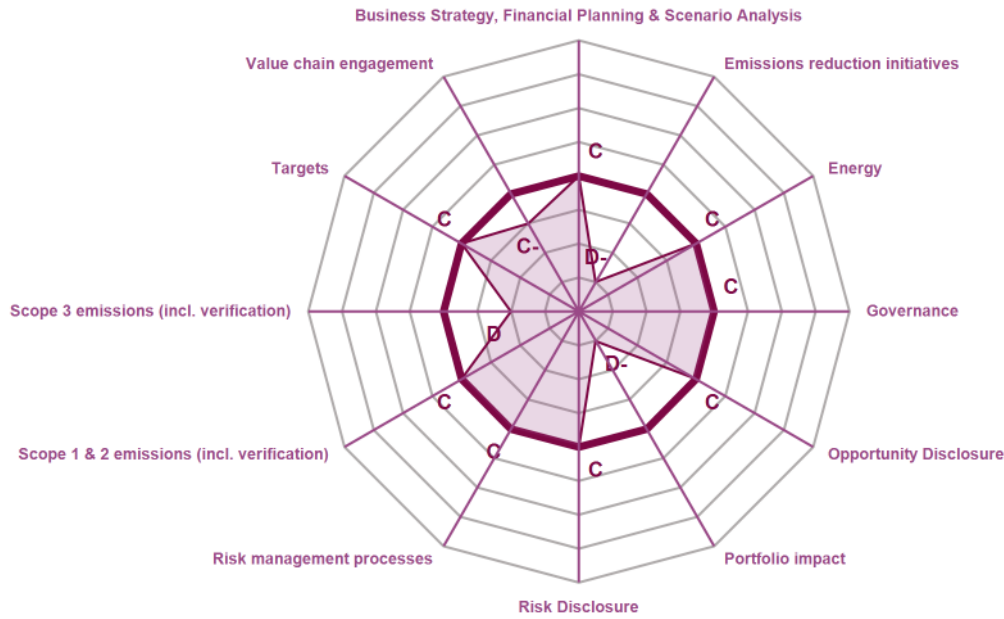 Business Strategy, Financial Planning & Scenario Analysis
Value chain engagement
Emissions reduction initiatives
C
Targets
Energy
C
C
C-
D-
C
Scope 3 emissions (incl. verification)
Governance
D
D-
C
C
Scope 1 & 2 emissions (incl. verification)
Opportunity Disclosure
C
C
Risk management processes
Portfolio impact
Risk Disclosure